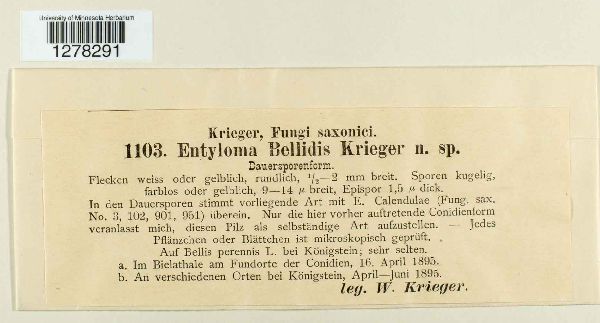 University of Minnesota Herbarium
1278291
Krieger, Fungi saxonici.
1103. Entyloma Bellidis Krieger n. sp.
Dauersporenform.
Flecken weiss oder gelblich, rundlich, ½—2 mm breit. Sporen kugelig,
farblos oder gelblich, 9—14 μ breit, Epispor 1,5 μ dick.
In den Dauersporen stimmt vorliegende Art mit E. Calendulae (Fung. sax.
No. 3, 102, 901, 951) überein. Nur die hier vorher auftretende Conidienform
veranlasst mich, diesen Pilz als selbständige Art aufzustellen. — Jedes
Pflänzchen oder Blättchen ist mikroskopisch geprüft.
Auf Bellis perennis L. bei Königstein; sehr selten.
a. Im Bielathale am Fundorte der Conidien, 16. April 1895.
b. An verschiedenen Orten bei Königstein, April—Juni 1895.
leg. W. Krieger.